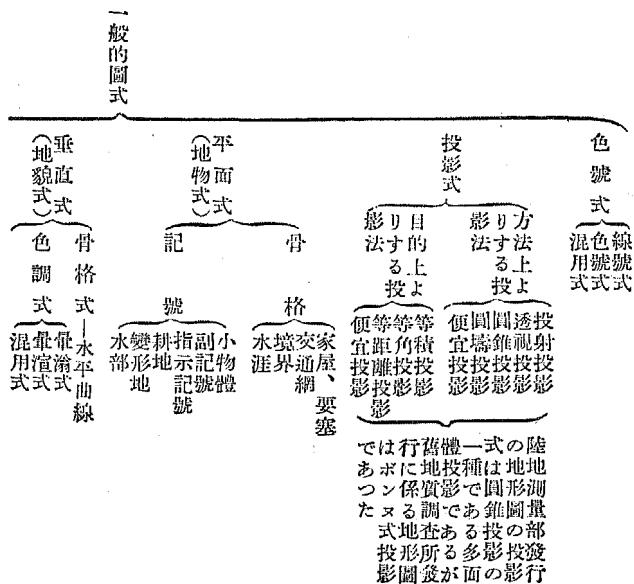 一般的圖式
色號式
線號式
色號式
混用式
投影式
方法上よ
りする投
影法
投射投影
透視投影
圓錐投影
圓壔投影
便宜投影
目的上よ
りする投
影法
等積投影
等角投影
等距離投影
便宜投影
陸地測量部發行
の地形圖の投影
式は圓錐投影の
一種である多面
體投影であるが
舊地質調查所發
行に係る地形圖
はボンヌ式投影
であつた
平面式
(地物式)
骨格
家屋、要塞
交通網
境界
水涯
記號
小物體
副記號
指示記號
耕地
變形地
水部
垂直式
(地貌式)
骨格式—水平曲線
色調式
暈滃式
暈渲式
混用式